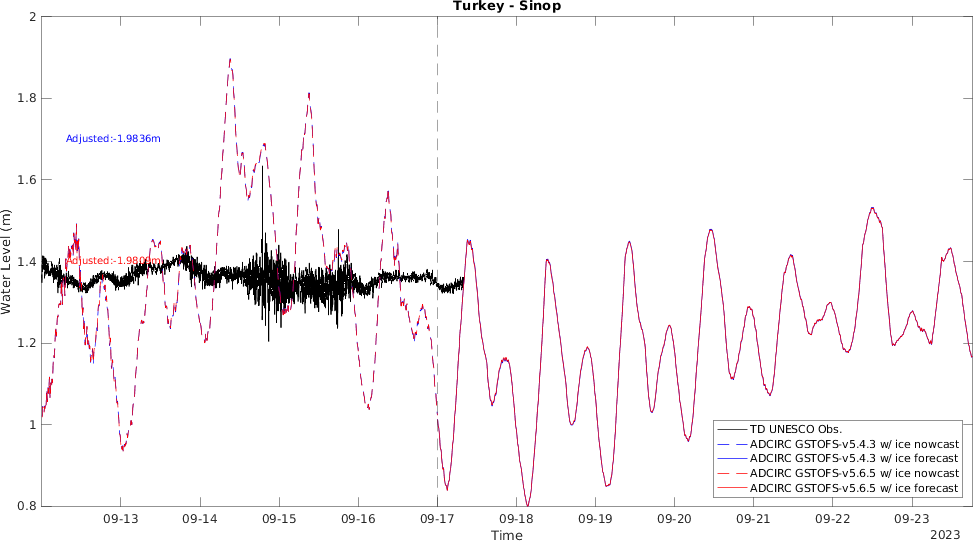 Turkey - Sinop
2
1.8
1.6
1.4
1.2
1
0.8
Water Level (m)
Adjusted:-1.9836m
TD UNESCO Obs.
ADCIRC GSTOFS-v5.4.3 w/ ice nowcast
ADCIRC GSTOFS-v5.4.3 w/ ice forecast
ADCIRC GSTOFS-v5.6.5 w/ ice nowcast
ADCIRC GSTOFS-v5.6.5 w/ ice forecast
09-13 09-14 09-15 09-16 09-17 09-18 09-19 09-20 09-21 09-22 09-23
Time
2023